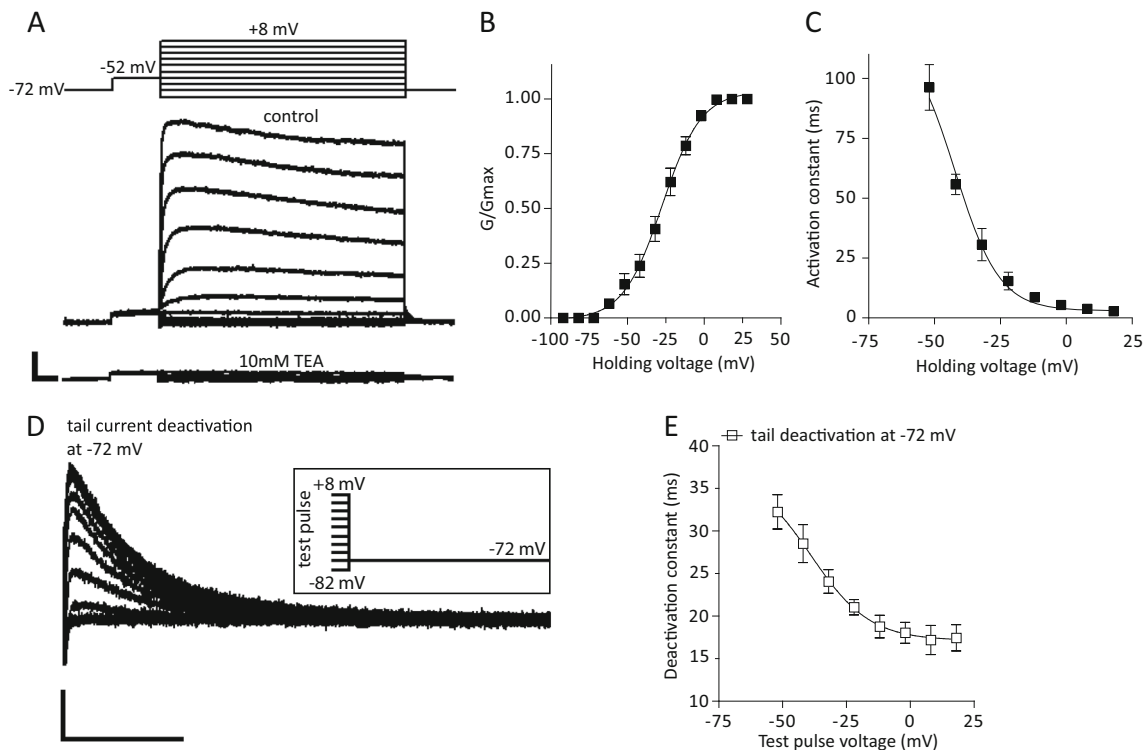 A
+8 mV
-52 mV
-72 mV
control
10mM TEA
B
1.00
0.75
0.50
0.25
0.00
G/Gmax
-100 -75 -50 -25 0 25 50
Holding voltage (mV)
C
100
75
50
25
0
Activation constant (ms)
-75 -50 -25 0 25
Holding voltage (mV)
D
tail current deactivation
at -72 mV
+8 mV
test pulse
-72 mV
-82 mV
E
tail deactivation at -72 mV
40
35
30
25
20
15
10
Deactivation constant (ms)
-75 -50 -25 0 25
Test pulse voltage (mV)